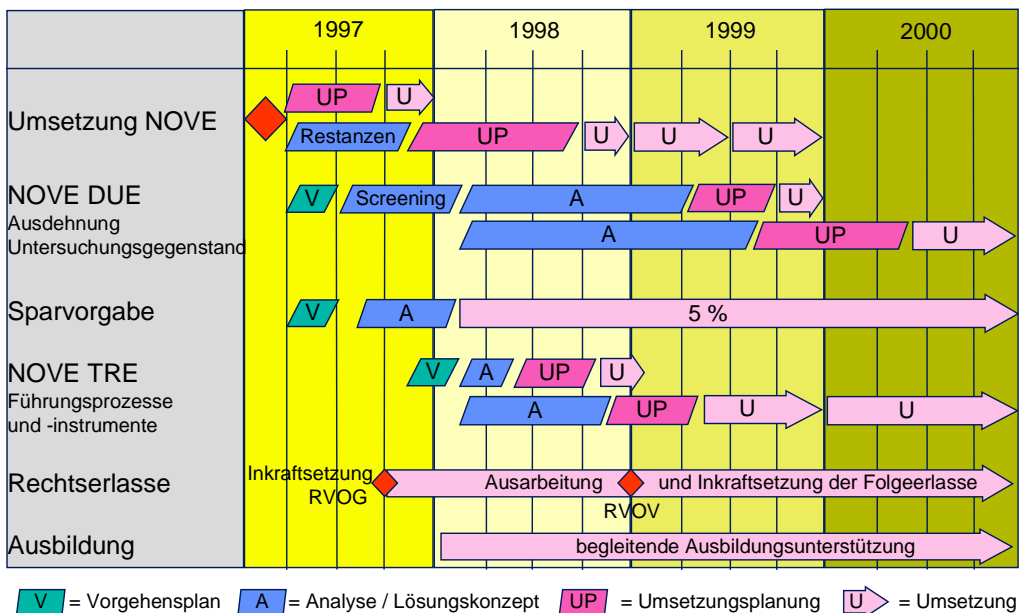 1997 1998 1999 2000
UP U
Umsetzung NOVE
Restanzen UP U U U
NOVE DUE V Screening A UP U
Ausdehnung
Untersuchungsgegenstand A UP U
Sparvorgabe V A 5 %
NOVE TRE V A UP U
Führungsprozesse
und -instrumente A UP U U
Inkraftsetzung
Rechtserlasse Ausarbeitung und Inkraftsetzung der Folgeerlasse
RVOG
RVOV
Ausbildung begleitende Ausbildungsunterstützung
V = Vorgehensplan A = Analyse / Lösungskonzept UP = Umsetzungsplanung U = Umsetzung